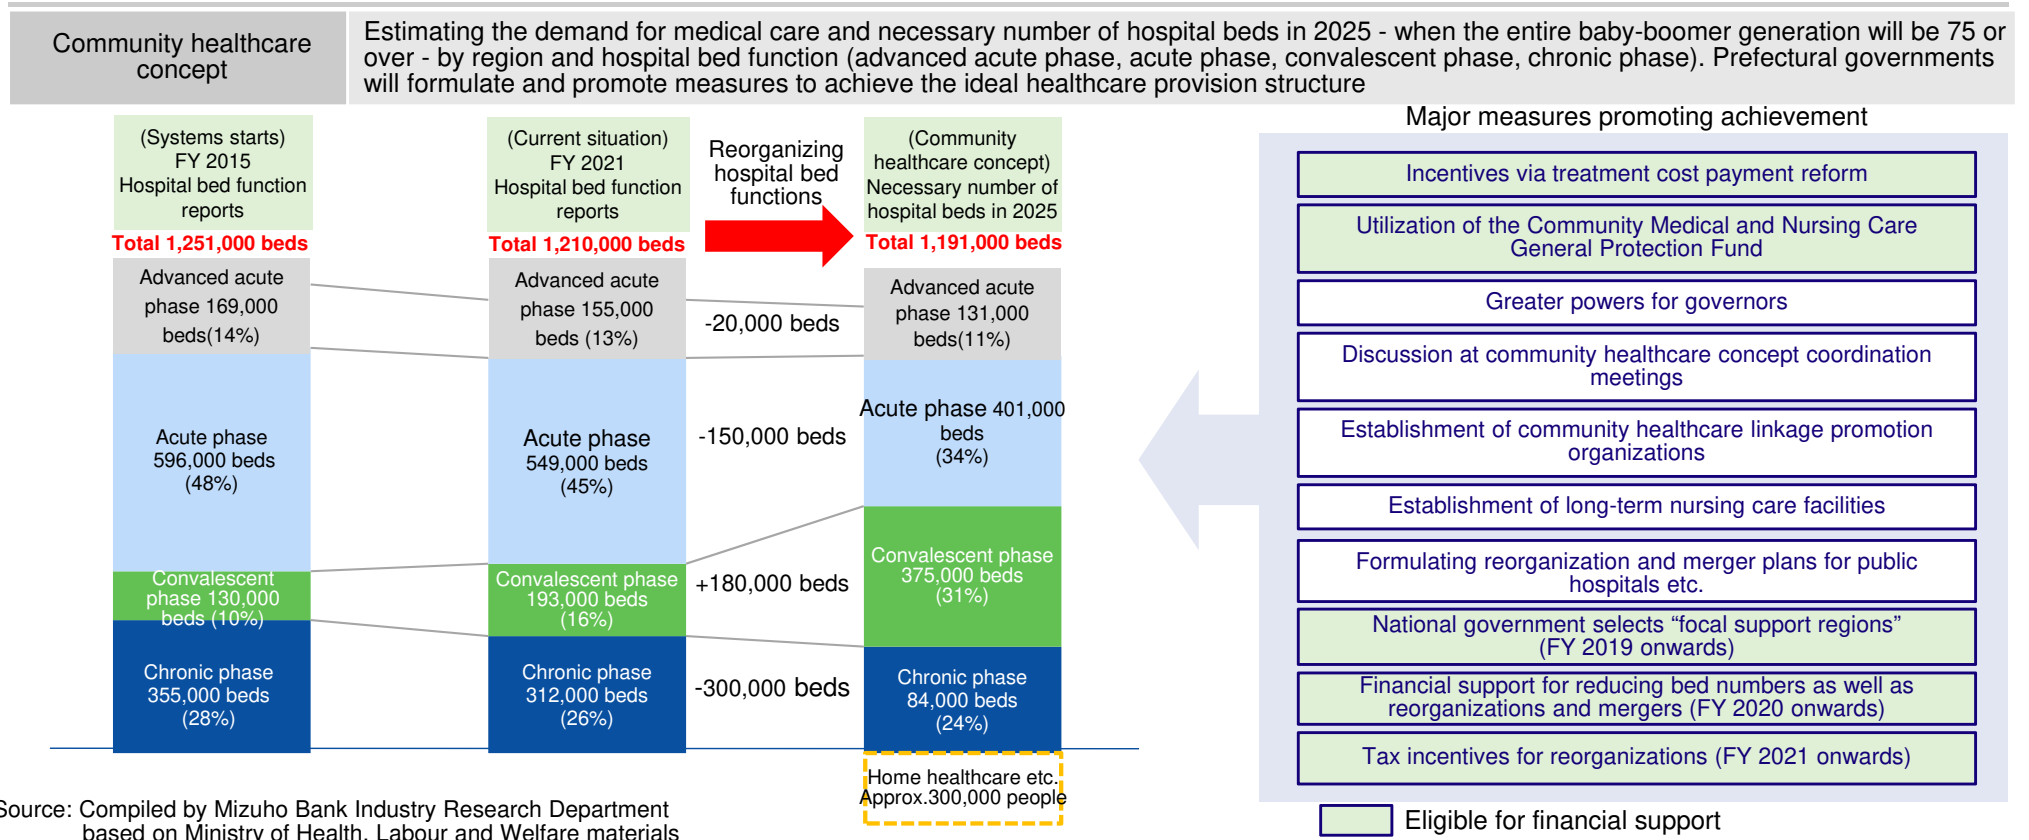 Community healthcare
concept
Estimating the demand for medical care and necessary number of hospital beds in 2025 - when the entire baby-boomer generation will be 75 or
over - by region and hospital bed function (advanced acute phase, acute phase, convalescent phase, chronic phase). Prefectural governments
will formulate and promote measures to achieve the ideal healthcare provision structure
(Systems starts)
FY 2015
Hospital bed function
reports
Total 1,251,000 beds
Advanced acute
phase 169,000
beds(14%)
Acute phase
596,000 beds
(48%)
Convalescent
phase 130,000
beds (10%)
Chronic phase
355,000 beds
(28%)
(Current situation)
FY 2021
Hospital bed function
reports
Total 1,210,000 beds
Advanced acute
phase 155,000
beds (13%)
Acute phase
549,000 beds
(45%)
Convalescent phase
193,000 beds
(16%)
Chronic phase
312,000 beds
(26%)
Reorganizing
hospital bed
functions
-20,000 beds
-150,000 beds
+180,000 beds
-300,000 beds
(Community
healthcare concept)
Necessary number of
hospital beds in 2025
Total 1,191,000 beds
Advanced acute
phase 131,000
beds(11%)
Acute phase 401,000
beds
(34%)
Convalescent phase
375,000 beds
(31%)
Chronic phase
84,000 beds
(24%)
Home healthcare etc.
Approx.300,000 people
Major measures promoting achievement
Incentives via treatment cost payment reform
Utilization of the Community Medical and Nursing Care
General Protection Fund
Greater powers for governors
Discussion at community healthcare concept coordination
meetings
Establishment of community healthcare linkage promotion
organizations
Establishment of long-term nursing care facilities
Formulating reorganization and merger plans for public
hospitals etc.
National government selects “focal support regions”
(FY 2019 onwards)
Financial support for reducing bed numbers as well as
reorganizations and mergers (FY 2020 onwards)
Tax incentives for reorganizations (FY 2021 onwards)
Eligible for financial support
Source: Compiled by Mizuho Bank Industry Research Department
based on Ministry of Health, Labour and Welfare materials